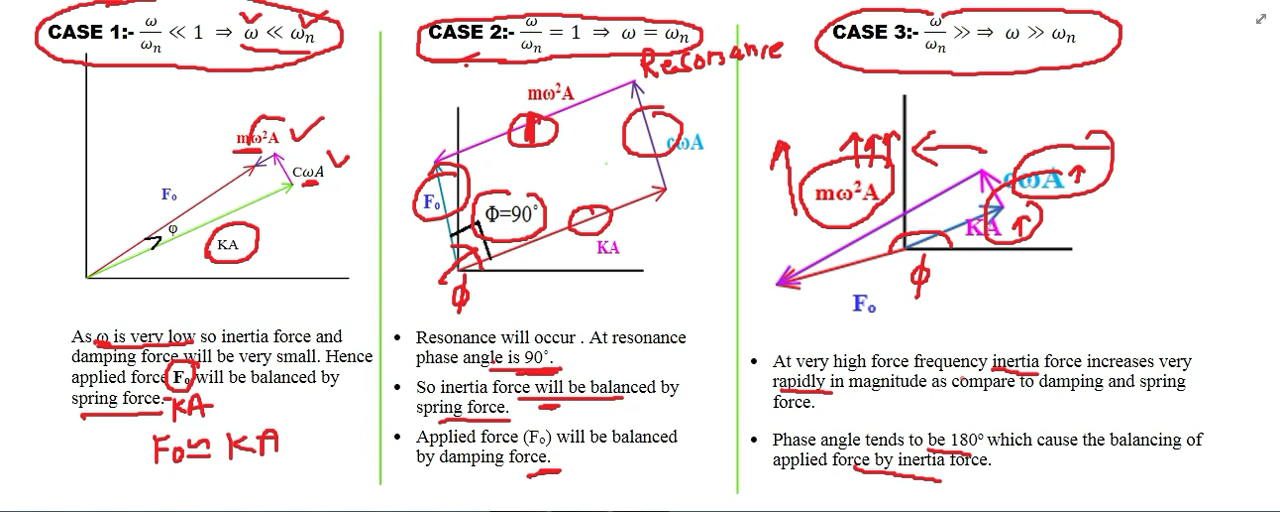 CASE 1:- ω/ωn ≪ 1 ⇒ ω ≪ ωn
mω²A
CωA
F₀
φ
KA
As ω is very low so inertia force and
damping force will be very small. Hence
applied force F₀ will be balanced by
spring force.
KA
F₀ ≃ KA
CASE 2:- ω/ωn = 1 ⇒ ω = ωn
Resonance
mω²A
cωA
F₀
Φ=90°
KA
ϕ
• Resonance will occur . At resonance
phase angle is 90°.
• So inertia force will be balanced by
spring force.
• Applied force (F₀) will be balanced
by damping force.
CASE 3:- ω/ωn ≫⇒ ω ≫ ωn
mω²A
cωA
KA
ϕ
F₀
• At very high force frequency inertia force increases very
rapidly in magnitude as compare to damping and spring
force.
• Phase angle tends to be 180° which cause the balancing of
applied force by inertia force.